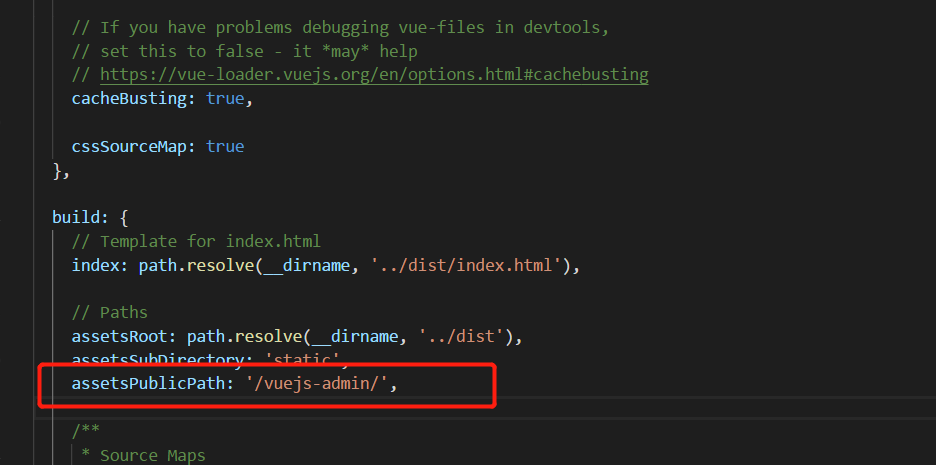 // If you have problems debugging vue-files in devtools,
// set this to false - it *may* help
// https://vue-loader.vuejs.org/en/options.html#cachebusting
cacheBusting: true,
cssSourceMap: true
},
build: {
// Template for index.html
index: path.resolve(__dirname, '../dist/index.html'),
// Paths
assetsRoot: path.resolve(__dirname, '../dist'),
assetsSubDirectory: 'static',
assetsPublicPath: '/vuejs-admin/',
/**
* Source Maps